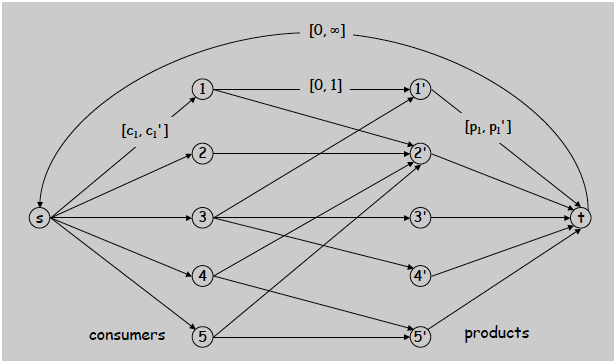 [0, ∞]
1
[0, 1]
1'
[c₁, c₁']
[p₁, p₁']
2
2'
s
3
3'
t
4
4'
consumers
5
5'
products